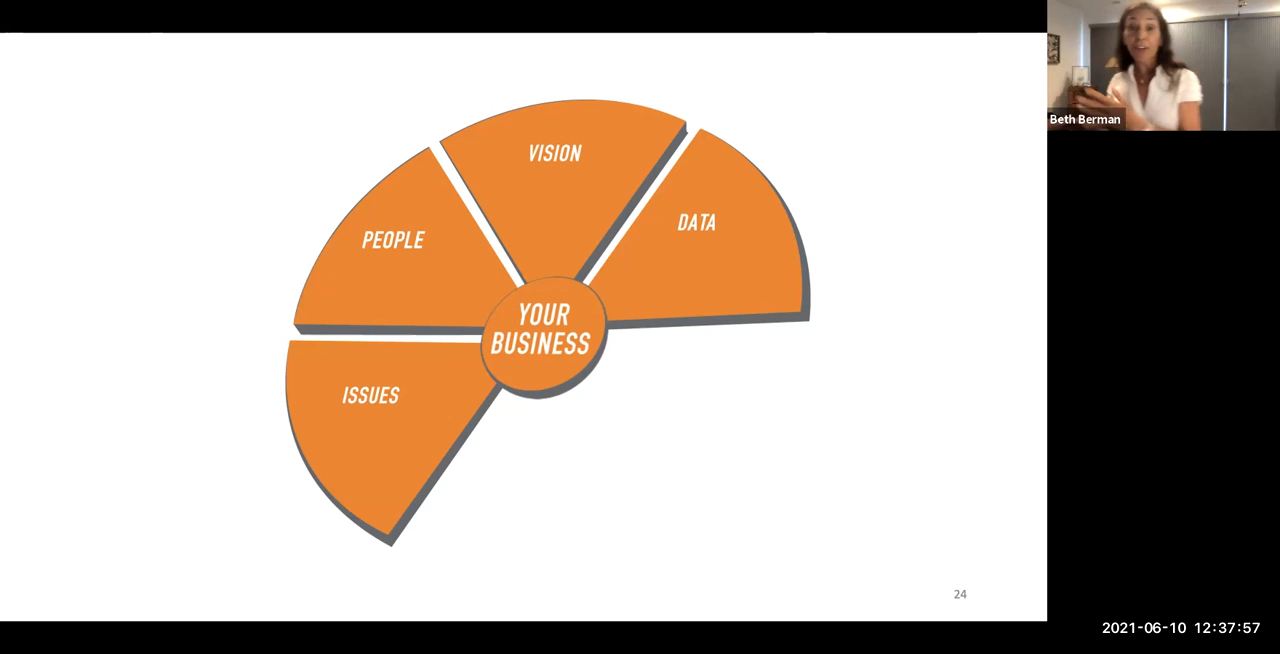 VISION
DATA
PEOPLE
YOUR
BUSINESS
ISSUES
24
Beth Berman
2021-06-10 12:37:57